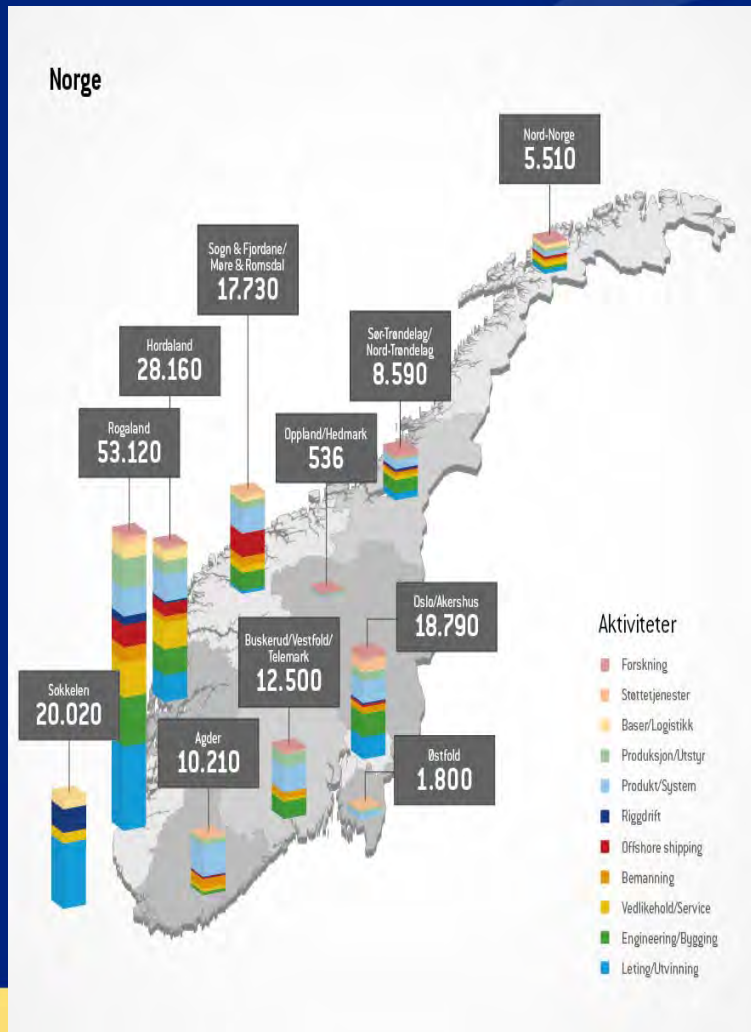 Norge
Nord-Norge
5.510
Sogn & Fjordane/
Møre & Romsdal
17.730
Hordaland
28.160
Sør-Trøndelag/
Nord-Trøndelag
8.590
Rogaland
53.120
Oppland/Hedmark
536
Oslo/Akershus
18.790
Buskerud/Vestfold/
Telemark
12.500
Sokkelen
20.020
Agder
10.210
Østfold
1.800
Aktiviteter
Forskning
Støttetjenester
Baser/Logistikk
Produksjon/Utstyr
Produkt/System
Riggdrift
Offshore shipping
Bemanning
Vedlikehold/Service
Engineering/Bygging
Leting/Utvinning